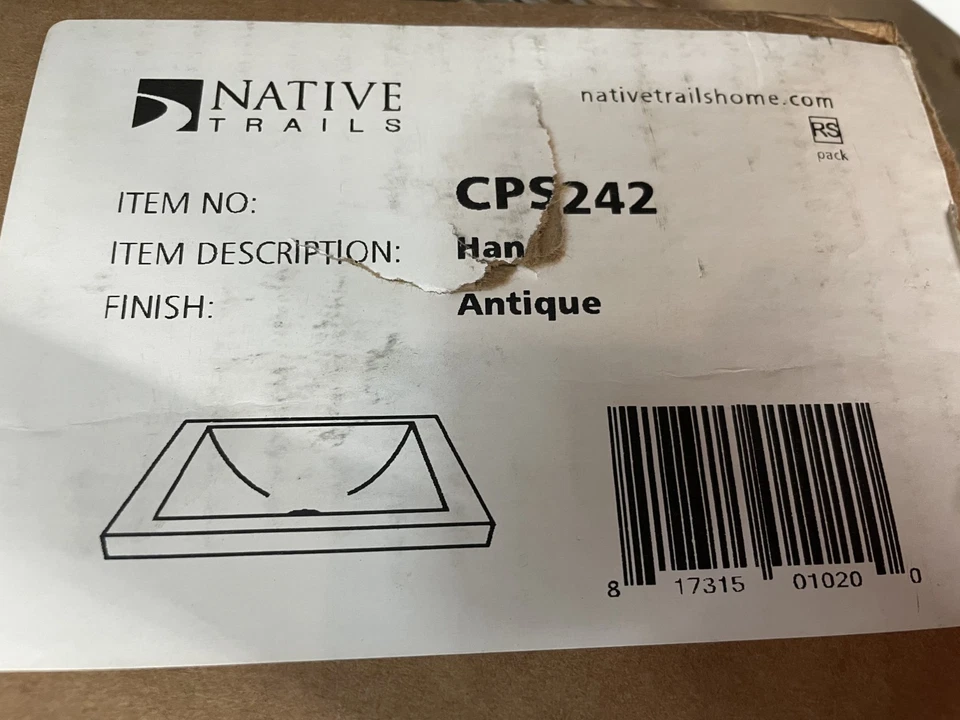 NATIVE
TRAILS
nativetrailshome.com
RS
pack
ITEM NO: CPS242
ITEM DESCRIPTION: Han
FINISH: Antique
8 17315 01020 0